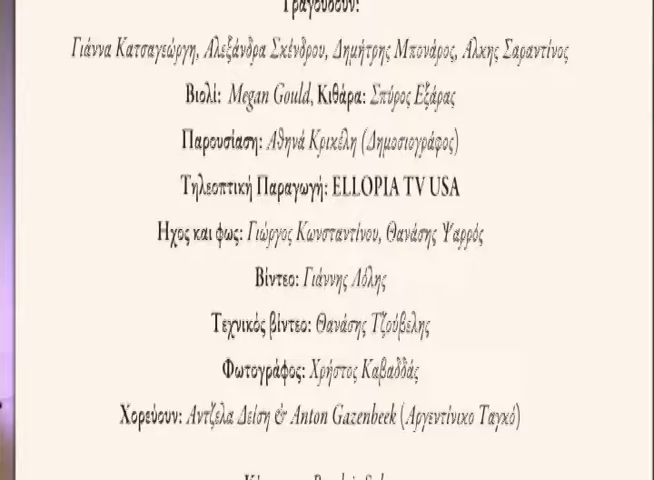 Τραγουδούν:
Γιάννα Κατσαγεώργη, Αλεξάνδρα Σκένδρου, Δημήτρης Μπονάρος, Αλκης Σαραντίνος
Βιολί: Megan Gould, Κιθάρα: Σπύρος Εξάρας
Παρουσίαση: Αθηνά Κρικέλη (Δημοσιογράφος)
Τηλεοπτική Παραγωγή: ELLOPIA TV USA
Ηχος και φως: Γιώργος Κωνσταντίνου, Θανάσης Ψαρρός
Βίντεο: Γιάννης Λόλης
Τεχνικός βίντεο: Θανάσης Τζούβελης
Φωτογράφος: Χρήστος Καβαδδάς
Χορεύουν: Αντζελα Δείση & Anton Gazenbeek (Αργεντίνικο Ταγκό)